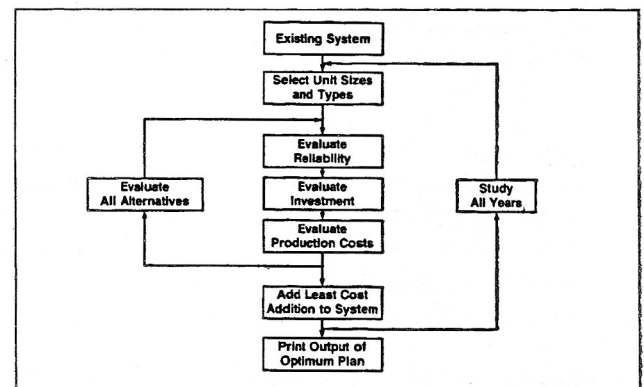 Existing System
Select Unit Sizes
and Types
Evaluate
Reliability
Evaluate
All Alternatives
Evaluate
Investment
Study
All Years
Evaluate
Production Costs
Add Least Cost
Addition to System
Print Output of
Optimum Plan